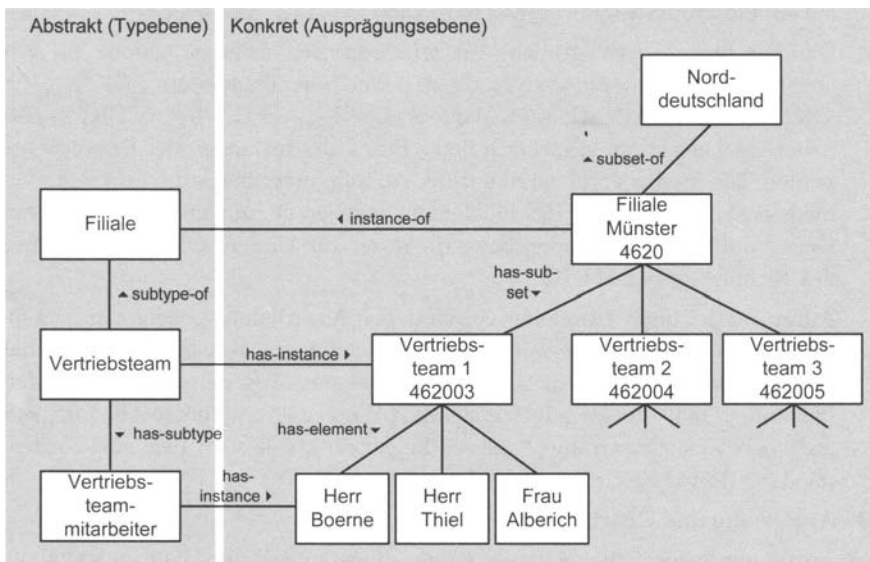 Abstrakt (Typebene)
Konkret (Ausprägungsebene)
Nord-
deutschland
subset-of
Filiale
instance-of
Filiale
Münster
4620
has-sub-
set
subtype-of
Vertriebsteam
has-instance
Vertriebs-
team 1
462003
Vertriebs-
team 2
462004
Vertriebs-
team 3
462005
has-subtype
has-element
Vertriebs-
team-
mitarbeiter
has-
instance
Herr
Boerne
Herr
Thiel
Frau
Alberich